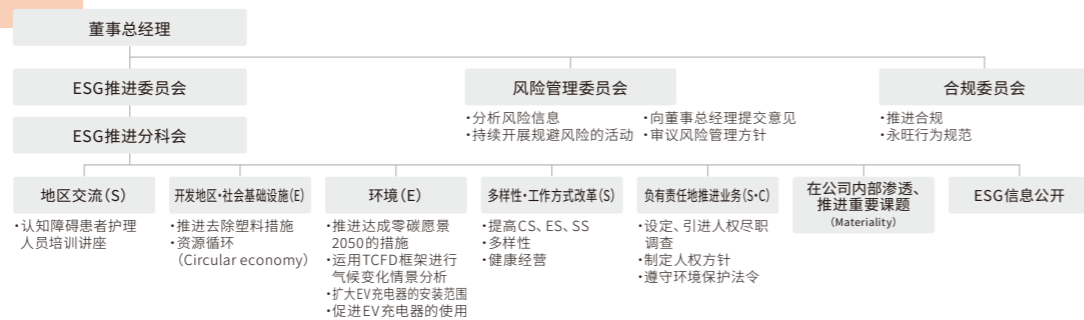 董事总经理
ESG推进委员会
风险管理委员会
合规委员会
・分析风险信息
・持续开展规避风险的活动
・向董事总经理提交意见
・审议风险管理方针
・推进合规
・永旺行为规范
ESG推进分科会
地区交流（S）
・认知障碍患者护理
人员培训讲座
开发地区・社会基础设施（E）
・推进去除塑料措施
・资源循环
（Circular economy）
环境（E）
・推进达成零碳愿景
2050的措施
・运用TCFD框架进行
气候变化情景分析
・扩大EV充电器的安装范围
・促进EV充电器的使用
多样性・工作方式改革（S）
・提高CS、ES、SS
・多样性
・健康经营
负有责任地推进业务（S・C）
・设定、引进人权尽职
调查
・制定人权方针
・遵守环境保护法令
在公司内部渗透、
推进重要课题
（Materiality）
ESG信息公开